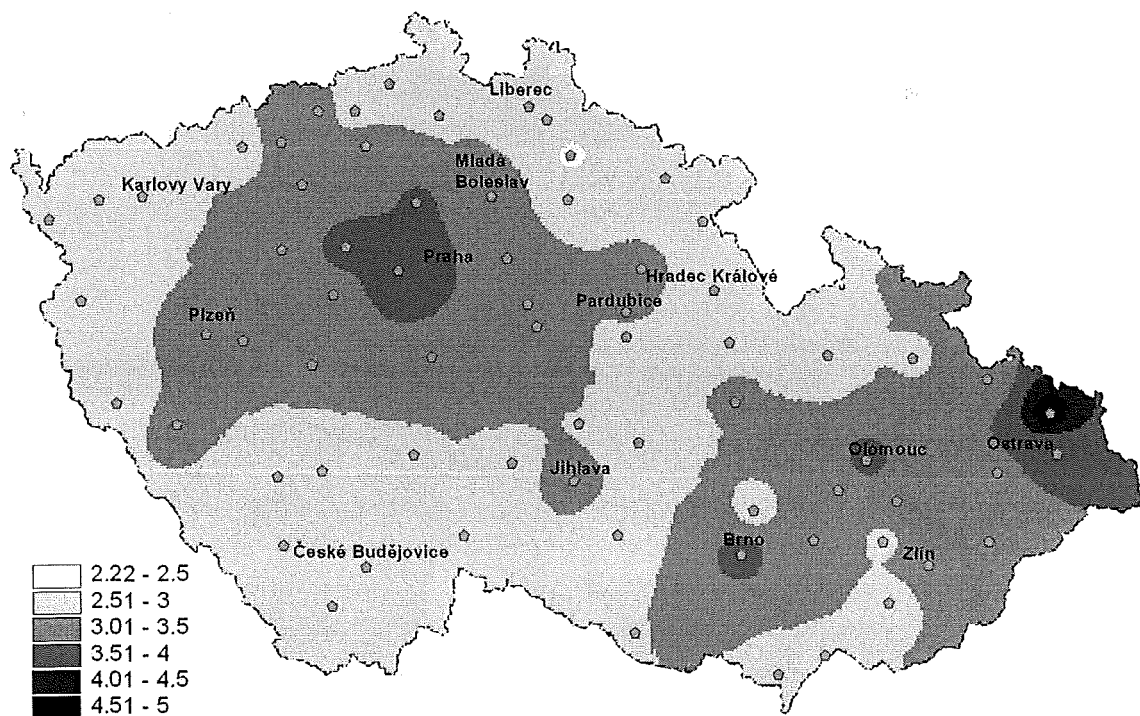 Liberec
Mladá
Boleslav
Karlovy Vary
Praha
Hradec Králové
Pardubice
Plzeň
Jihlava
Olomouc
Ostrava
Brno
Zlín
České Budějovice
2.22 - 2.5
2.51 - 3
3.01 - 3.5
3.51 - 4
4.01 - 4.5
4.51 - 5